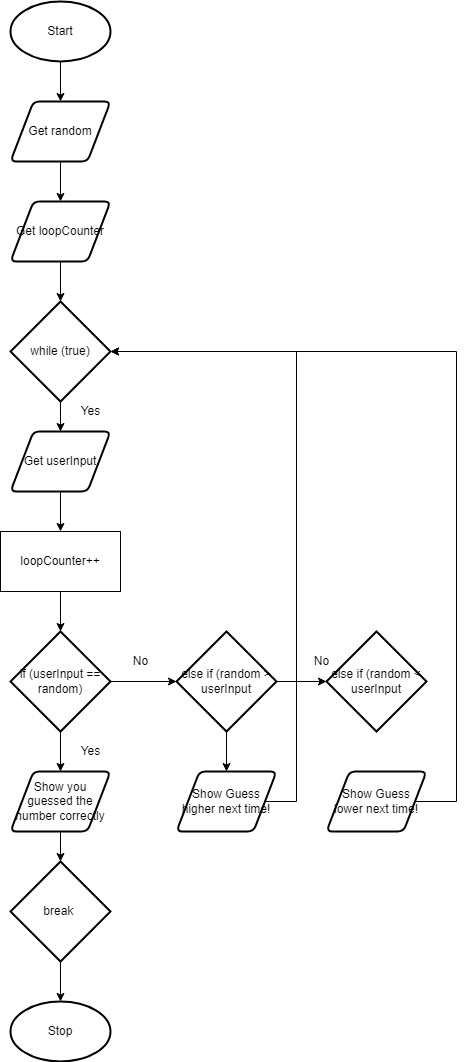 Start
Get random
Get loopCounter
while (true)
Yes
Get userInput
loopCounter++
if (userInput ==
random)
No
else if (random >
userInput
No
else if (random <
userInput
Yes
Show you
guessed the
number correctly
Show Guess
higher next time!
Show Guess
lower next time!
break
Stop